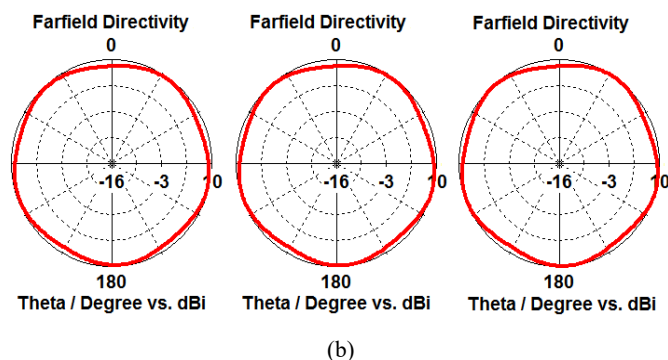 Farfield Directivity Farfield Directivity Farfield Directivity
0 0 0
-16 -3 10 -16 -3 10 -16 -3 10
180 180 180
Theta / Degree vs. dBi Theta / Degree vs. dBi Theta / Degree vs. dBi
(b)